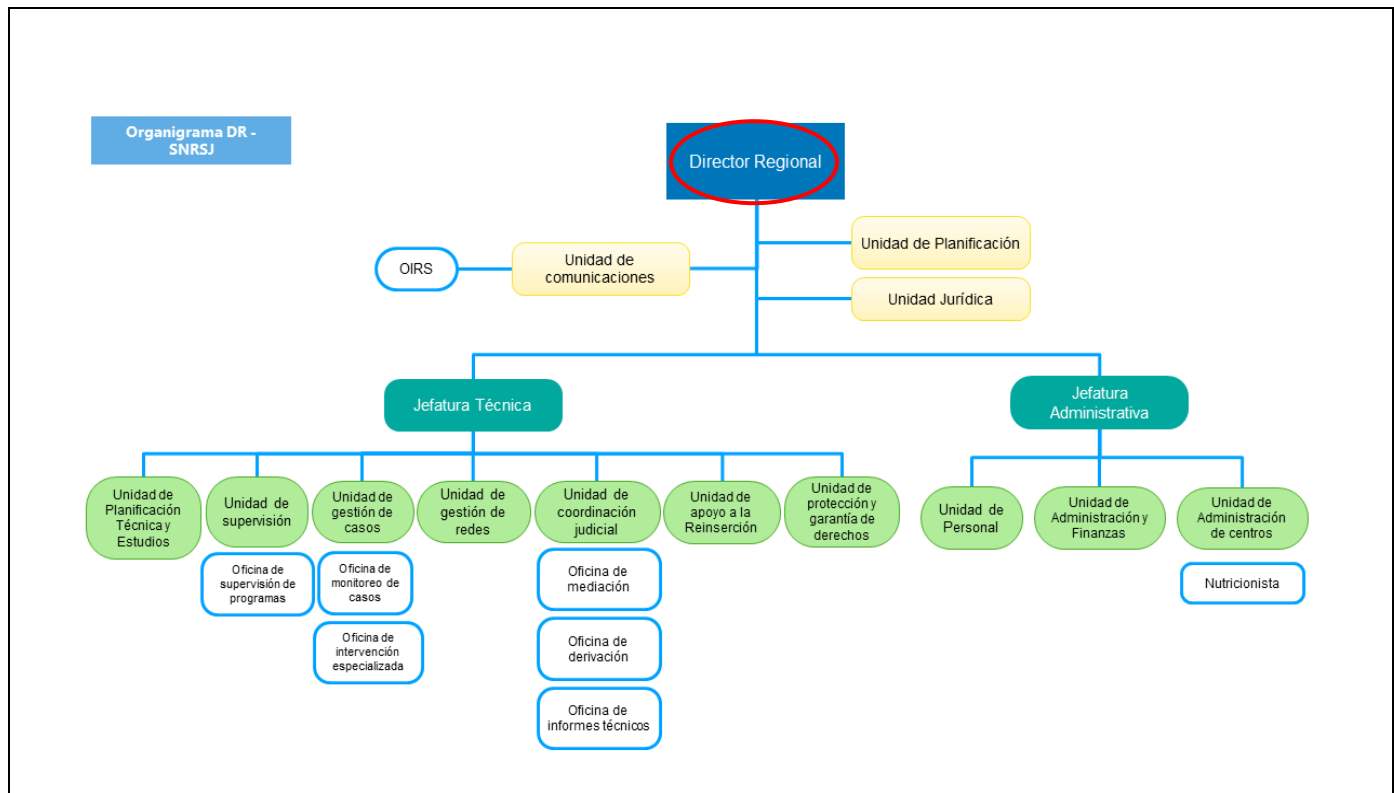 Organigrama DR -
SNRSJ
Director Regional
Unidad de Planificación
OIRS
Unidad de
comunicaciones
Unidad Jurídica
Jefatura Técnica
Jefatura
Administrativa
Unidad de
Planificación
Técnica y
Estudios
Unidad de
supervisión
Unidad de
gestión de
casos
Unidad de
gestión de
redes
Unidad de
coordinación
judicial
Unidad de
apoyo a la
Reinserción
Unidad de
protección y
garantía de
derechos
Unidad de
Personal
Unidad de
Administración y
Finanzas
Unidad de
Administración
de centros
Oficina de
supervisión de
programas
Oficina de
monitoreo de
casos
Oficina de
mediación
Nutricionista
Oficina de
intervención
especializada
Oficina de
derivación
Oficina de
informes técnicos